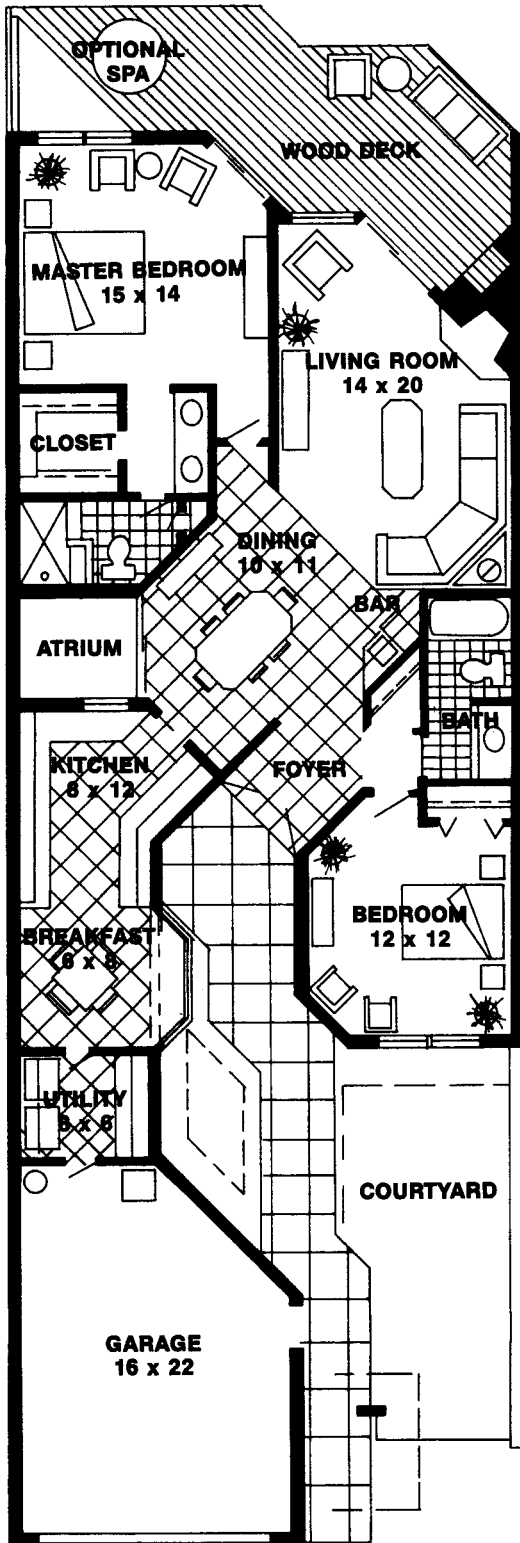 OPTIONAL
SPA
WOOD DECK
MASTER BEDROOM
15 x 14
LIVING ROOM
14 x 20
CLOSET
DINING
10 x 11
BAR
ATRIUM
BATH
KITCHEN
8 x 12
FOYER
BREAKFAST
6 x 8
BEDROOM
12 x 12
UTILITY
8 x 6
COURTYARD
GARAGE
16 x 22